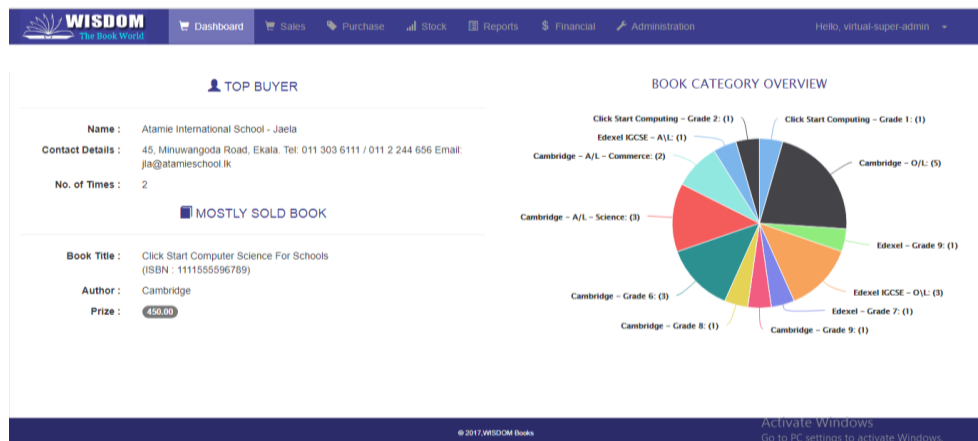 WISDOM
The Book World
Dashboard
Sales
Purchase
Stock
Reports
Financial
Administration
Hello, virtual-super-admin
TOP BUYER
Name :
Atamie International School - Jaela
Contact Details :
45, Minuwangoda Road, Ekala. Tel: 011 303 6111 / 011 2 244 656 Email:
jla@atamieschool.lk
No. of Times :
2
MOSTLY SOLD BOOK
Book Title :
Click Start Computer Science For Schools
(ISBN : 1111555596789)
Author :
Cambridge
Prize :
450.00
BOOK CATEGORY OVERVIEW
Click Start Computing – Grade 2: (1)
Click Start Computing – Grade 1: (1)
Edexel IGCSE – A\L: (1)
Cambridge – A/L – Commerce: (2)
Cambridge – O/L: (5)
Cambridge – A/L – Science: (3)
Edexel – Grade 9: (1)
Cambridge – Grade 6: (3)
Edexel IGCSE – O\L: (3)
Edexel – Grade 7: (1)
Cambridge – Grade 8: (1)
Cambridge – Grade 9: (1)
© 2017,WISDOM Books
Activate Windows
Go to PC settings to activate Windows.